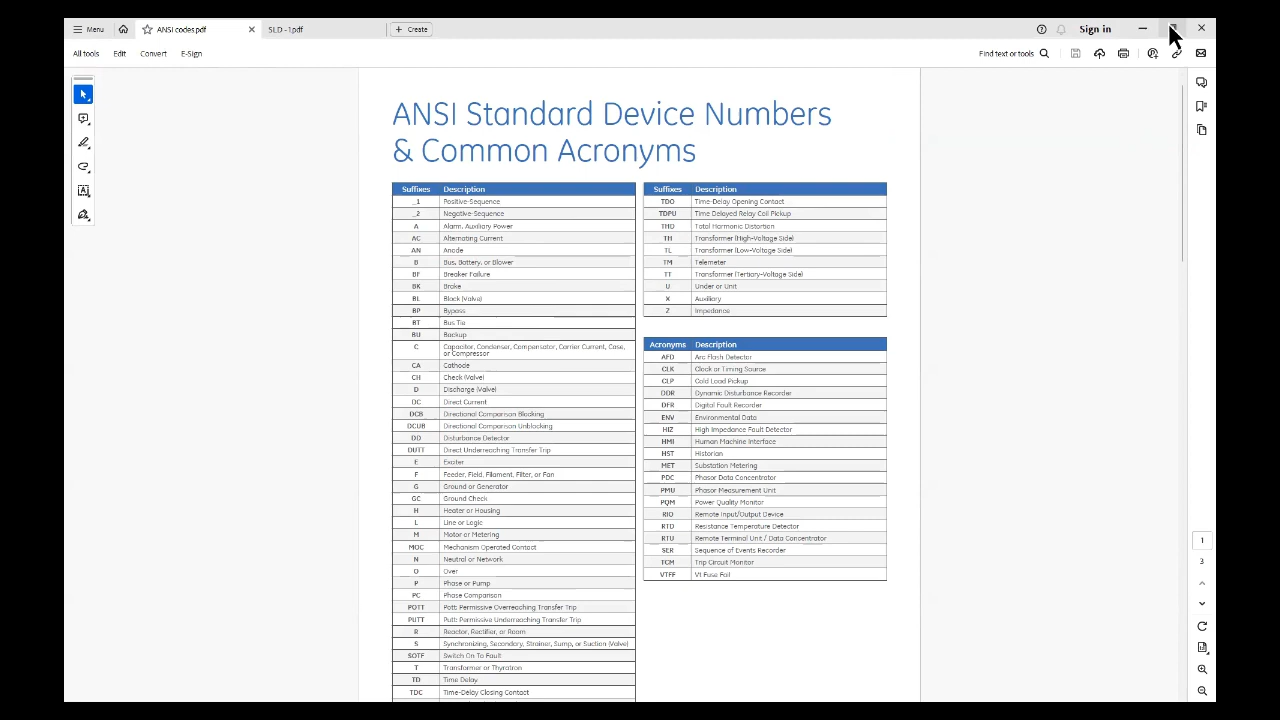 Menu
ANSI codes.pdf
SLD - 1.pdf
Create
Sign in
All tools
Edit
Convert
E-Sign
Find text or tools
ANSI Standard Device Numbers
& Common Acronyms
Suffixes Description
_1 Positive-Sequence
_2 Negative-Sequence
A Alarm, Auxiliary Power
AC Alternating Current
AN Anode
B Bus, Battery, or Blower
BF Breaker Failure
BK Brake
BL Block (Valve)
BP Bypass
BT Bus Tie
BU Backup
C Capacitor, Condenser, Compensator, Carrier Current, Case,
or Compressor
CA Cathode
CH Check (Valve)
D Discharge (Valve)
DC Direct Current
DCB Directional Comparison Blocking
DCUB Directional Comparison Unblocking
DD Disturbance Detector
DUTT Direct Underreaching Transfer Trip
E Exciter
F Feeder, Field, Filament, Filter, or Fan
G Ground or Generator
GC Ground Check
H Heater or Housing
L Line or Logic
M Motor or Metering
MOC Mechanism Operated Contact
N Neutral or Network
O Over
P Phase or Pump
PC Phase Comparison
POTT Pott: Permissive Overreaching Transfer Trip
PUTT Putt: Permissive Underreaching Transfer Trip
R Reactor, Rectifier, or Room
S Synchronizing, Secondary, Strainer, Sump, or Suction (Valve)
SOTF Switch On To Fault
T Transformer or Thyratron
TD Time Delay
TDC Time-Delay Closing Contact
Suffixes Description
TDO Time-Delay Opening Contact
TDPU Time Delayed Relay Coil Pickup
THD Total Harmonic Distortion
TH Transformer (High-Voltage Side)
TL Transformer (Low-Voltage Side)
TM Telemeter
TT Transformer (Tertiary-Voltage Side)
U Under or Unit
X Auxiliary
Z Impedance
Acronyms Description
AFD Arc Flash Detector
CLK Clock or Timing Source
CLP Cold Load Pickup
DDR Dynamic Disturbance Recorder
DFR Digital Fault Recorder
ENV Environmental Data
HIZ High Impedance Fault Detector
HMI Human Machine Interface
HST Historian
MET Substation Metering
PDC Phasor Data Concentrator
PMU Phasor Measurement Unit
PQM Power Quality Monitor
RIO Remote Input/Output Device
RTD Resistance Temperature Detector
RTU Remote Terminal Unit / Data Concentrator
SER Sequence of Events Recorder
TCM Trip Circuit Monitor
VTFF Vt Fuse Fail
1
3